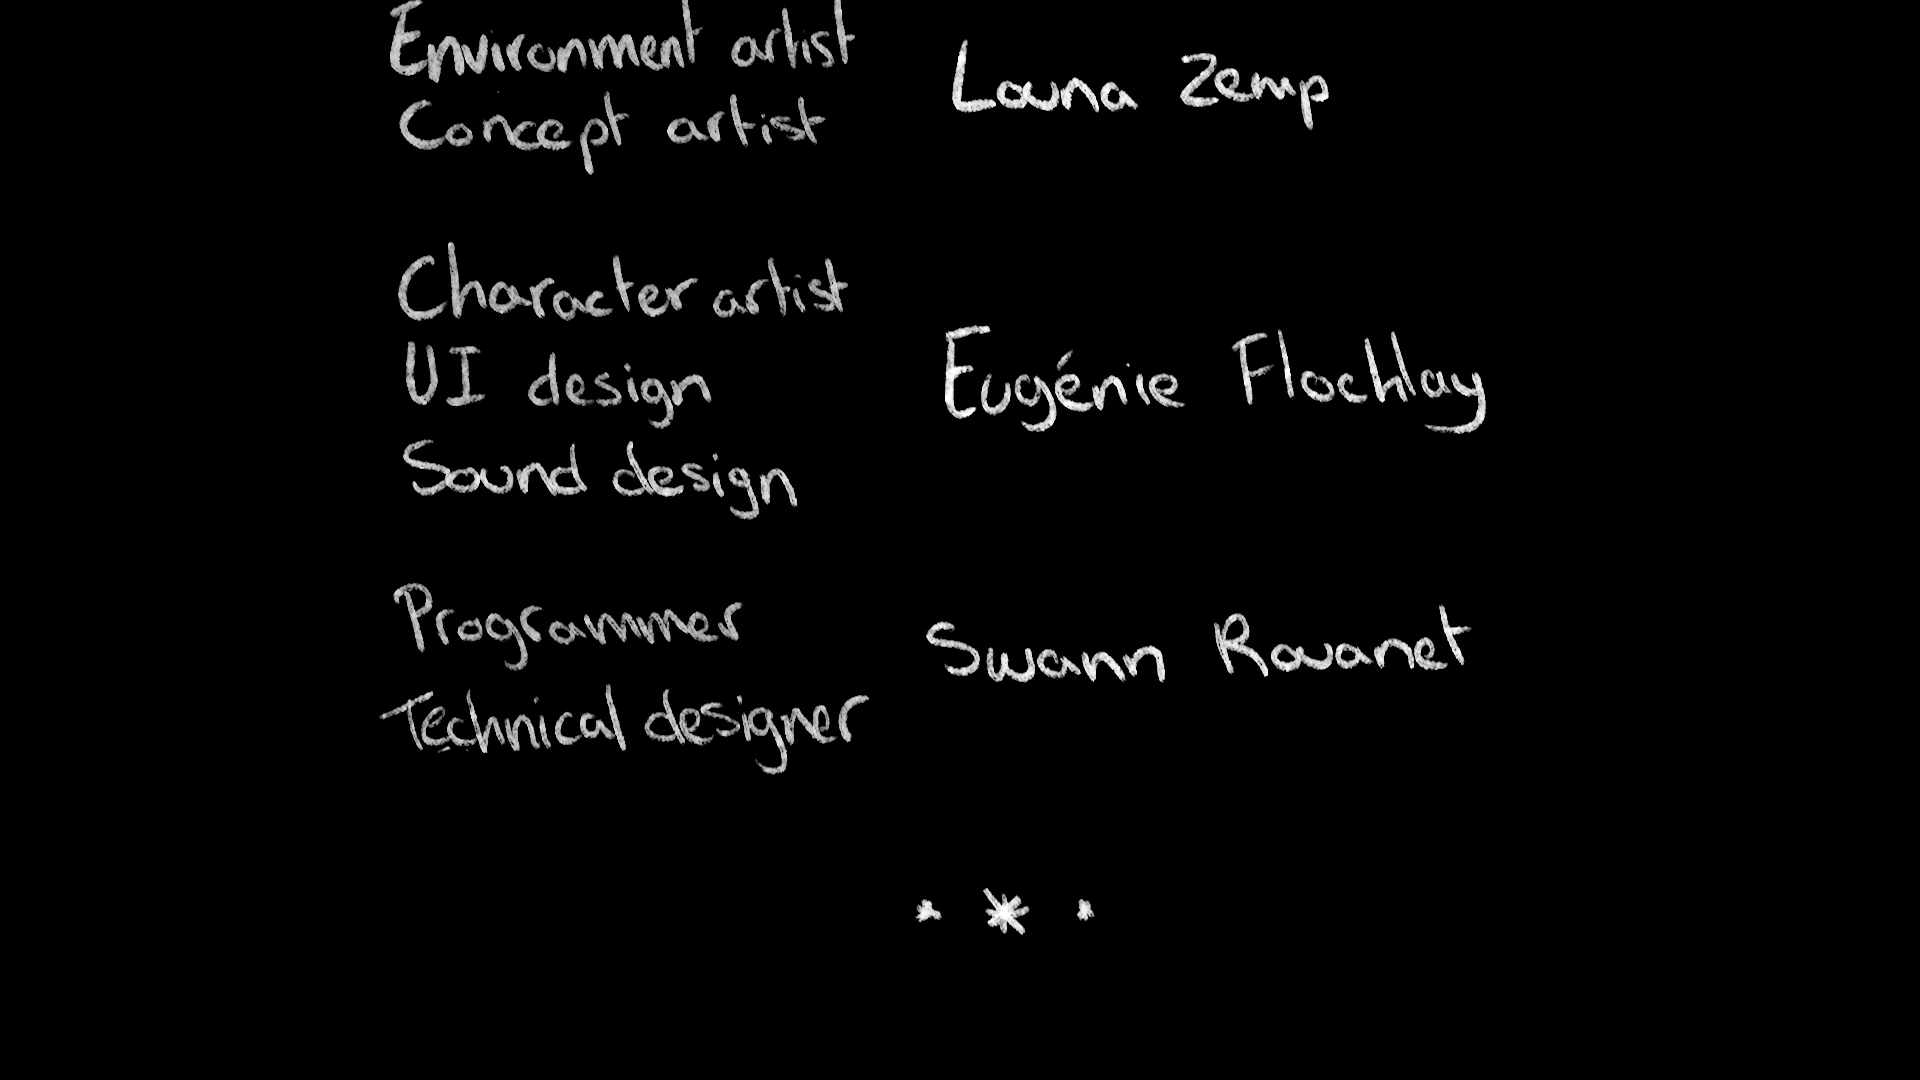 Environment artist
Concept artist
Louna Zemp
Character artist
UI design
Sound design
Eugénie Flochlay
Programmer
Technical designer
Swann Rouanet
* * *